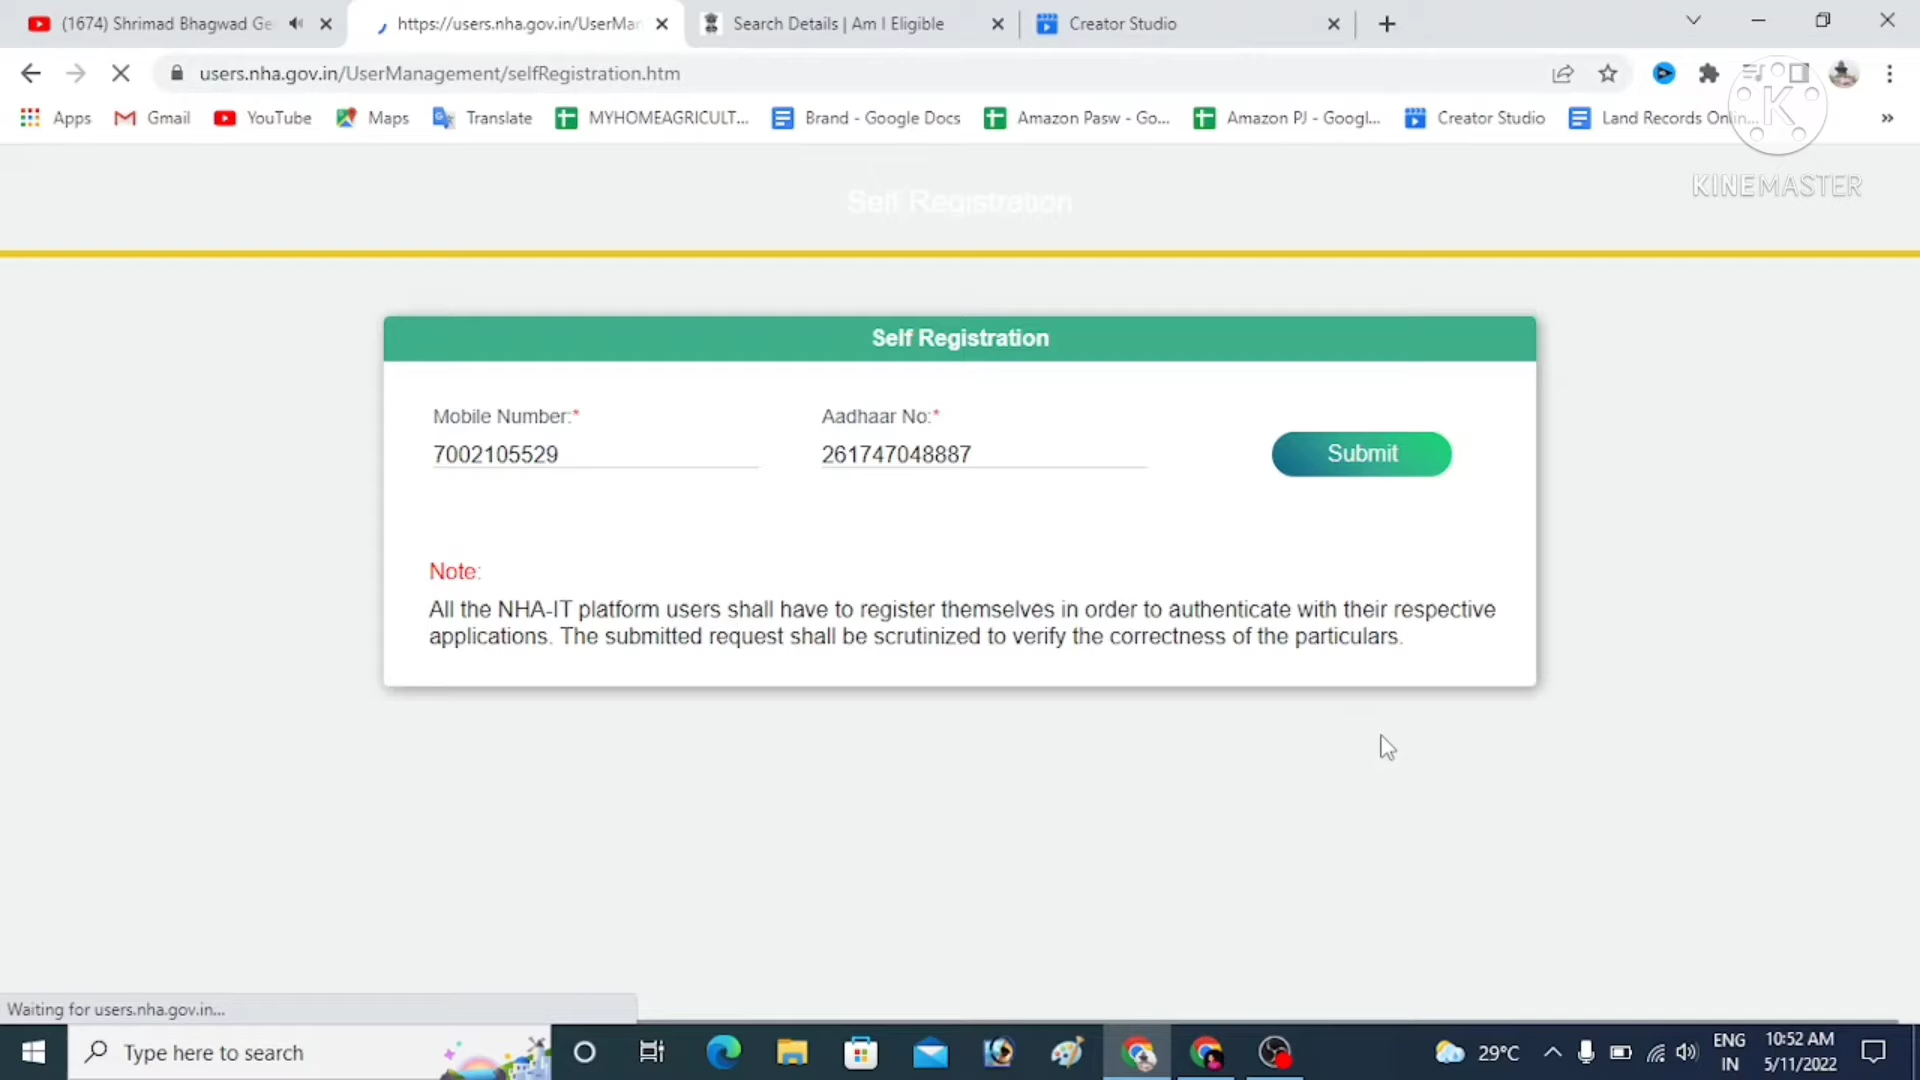 (1674) Shrimad Bhagwad Ge
https://users.nha.gov.in/UserMan
Search Details | Am I Eligible
Creator Studio
users.nha.gov.in/UserManagement/selfRegistration.htm
Apps
Gmail
YouTube
Maps
Translate
MYHOMEAGRICULT...
Brand - Google Docs
Amazon Pasw - Go...
Amazon PJ - Googl...
Creator Studio
Land Records Onlin...
»
K
KINEMASTER
Self Registration
Self Registration
Mobile Number:*
Aadhaar No:*
7002105529
261747048887
Submit
Note:
All the NHA-IT platform users shall have to register themselves in order to authenticate with their respective
applications. The submitted request shall be scrutinized to verify the correctness of the particulars.
Waiting for users.nha.gov.in...
Type here to search
29°C
ENG
IN
10:52 AM
5/11/2022